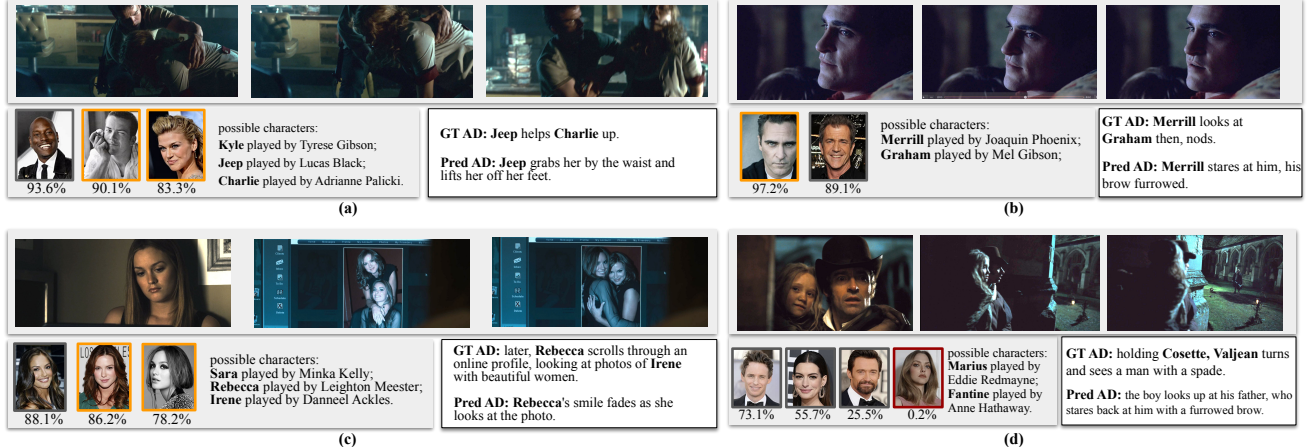 93.6%
90.1%
83.3%
possible characters:
Kyle played by Tyrese Gibson;
Jeep played by Lucas Black;
Charlie played by Adrianne Palicki.
GT AD: Jeep helps Charlie up.
Pred AD: Jeep grabs her by the waist and
lifts her off her feet.
(a)
97.2%
89.1%
possible characters:
Merrill played by Joaquin Phoenix;
Graham played by Mel Gibson;
GT AD: Merrill looks at
Graham then, nods.
Pred AD: Merrill stares at him, his
brow furrowed.
(b)
88.1%
86.2%
78.2%
possible characters:
Sara played by Minka Kelly;
Rebecca played by Leighton Meester;
Irene played by Danneel Ackles.
GT AD: later, Rebecca scrolls through an
online profile, looking at photos of Irene
with beautiful women.
Pred AD: Rebecca's smile fades as she
looks at the photo.
(c)
73.1%
55.7%
25.5%
0.2%
possible characters:
Marius played by
Eddie Redmayne;
Fantine played by
Anne Hathaway.
GT AD: holding Cosette, Valjean turns
and sees a man with a spade.
Pred AD: the boy looks up at his father, who
stares back at him with a furrowed brow.
(d)